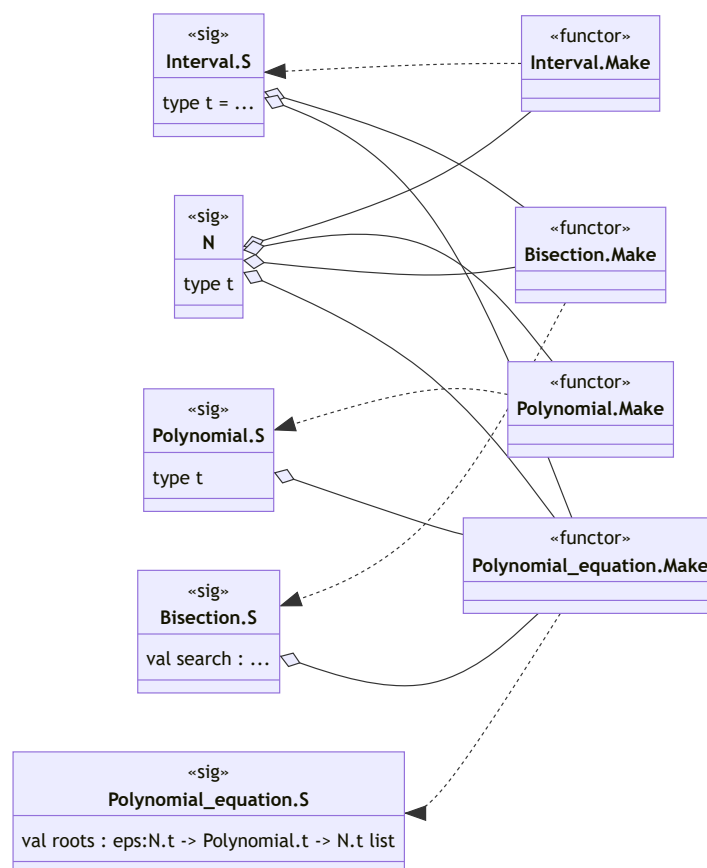 «sig»
Interval.S
type t = ...
«functor»
Interval.Make
«sig»
N
type t
«functor»
Bisection.Make
«functor»
Polynomial.Make
«sig»
Polynomial.S
type t
«functor»
Polynomial_equation.Make
«sig»
Bisection.S
val search : ...
«sig»
Polynomial_equation.S
val roots : eps:N.t -> Polynomial.t -> N.t list